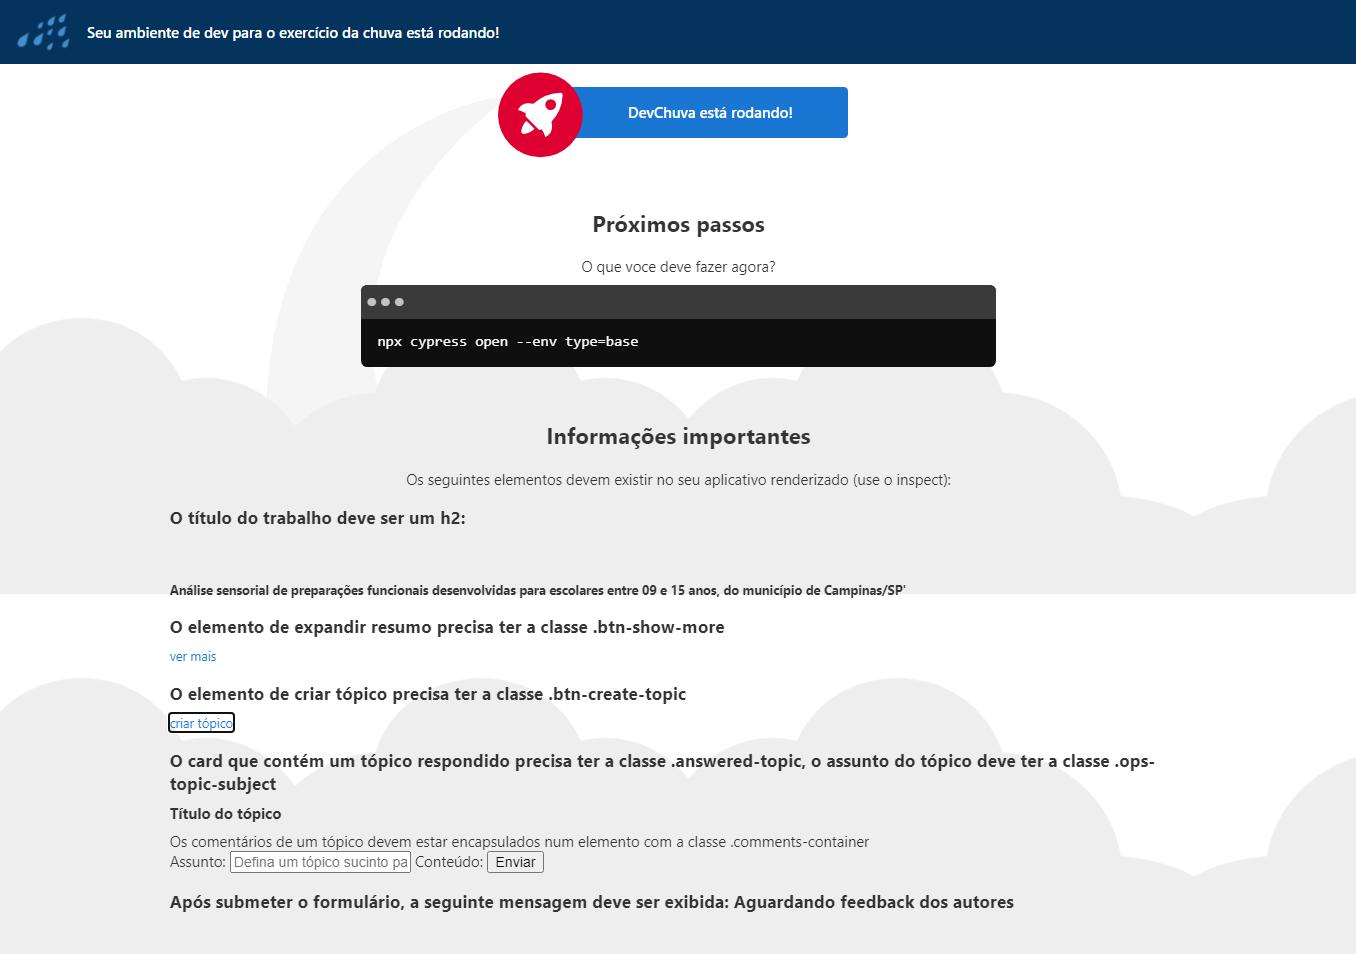 Seu ambiente de dev para o exercício da chuva está rodando!
DevChuva está rodando!
Próximos passos
O que voce deve fazer agora?
npx cypress open --env type=base
Informações importantes
Os seguintes elementos devem existir no seu aplicativo renderizado (use o inspect):
O título do trabalho deve ser um h2:
Análise sensorial de preparações funcionais desenvolvidas para escolares entre 09 e 15 anos, do município de Campinas/SP'
O elemento de expandir resumo precisa ter a classe .btn-show-more
ver mais
O elemento de criar tópico precisa ter a classe .btn-create-topic
criar tópico
O card que contém um tópico respondido precisa ter a classe .answered-topic, o assunto do tópico deve ter a classe .ops-
topic-subject
Título do tópico
Os comentários de um tópico devem estar encapsulados num elemento com a classe .comments-container
Assunto: Defina um tópico sucinto pa Conteúdo: Enviar
Após submeter o formulário, a seguinte mensagem deve ser exibida: Aguardando feedback dos autores